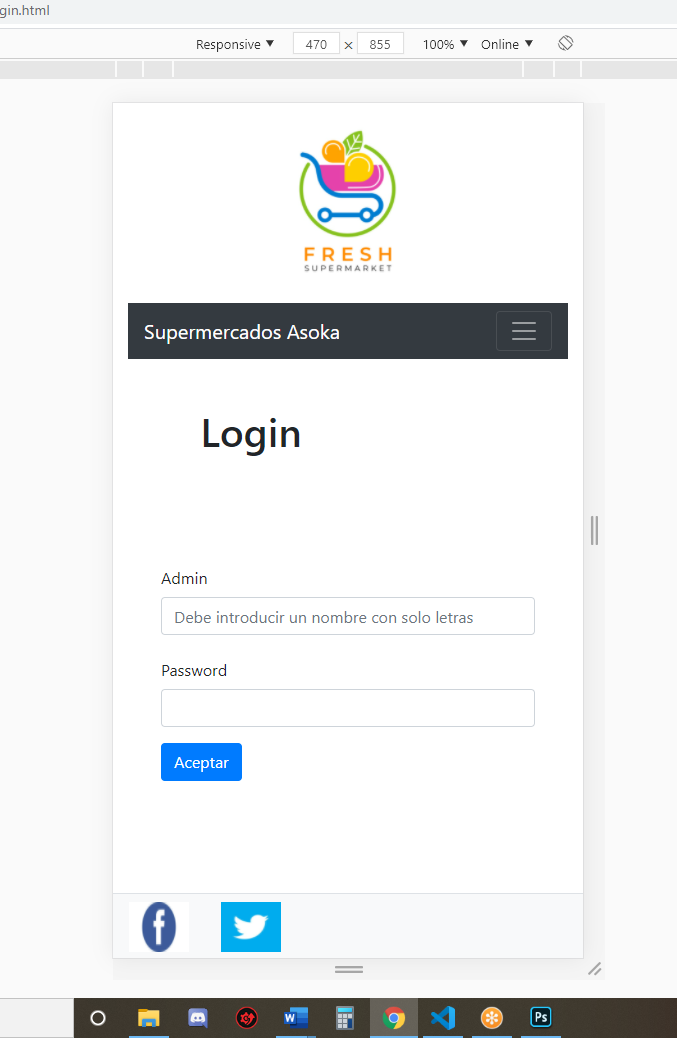 gin.html
Responsive ▼ 470 × 855 100% ▼ Online ▼
FRESH
SUPERMARKET
Supermercados Asoka
Login
Admin
Debe introducir un nombre con solo letras
Password
Aceptar
f
W
Ps